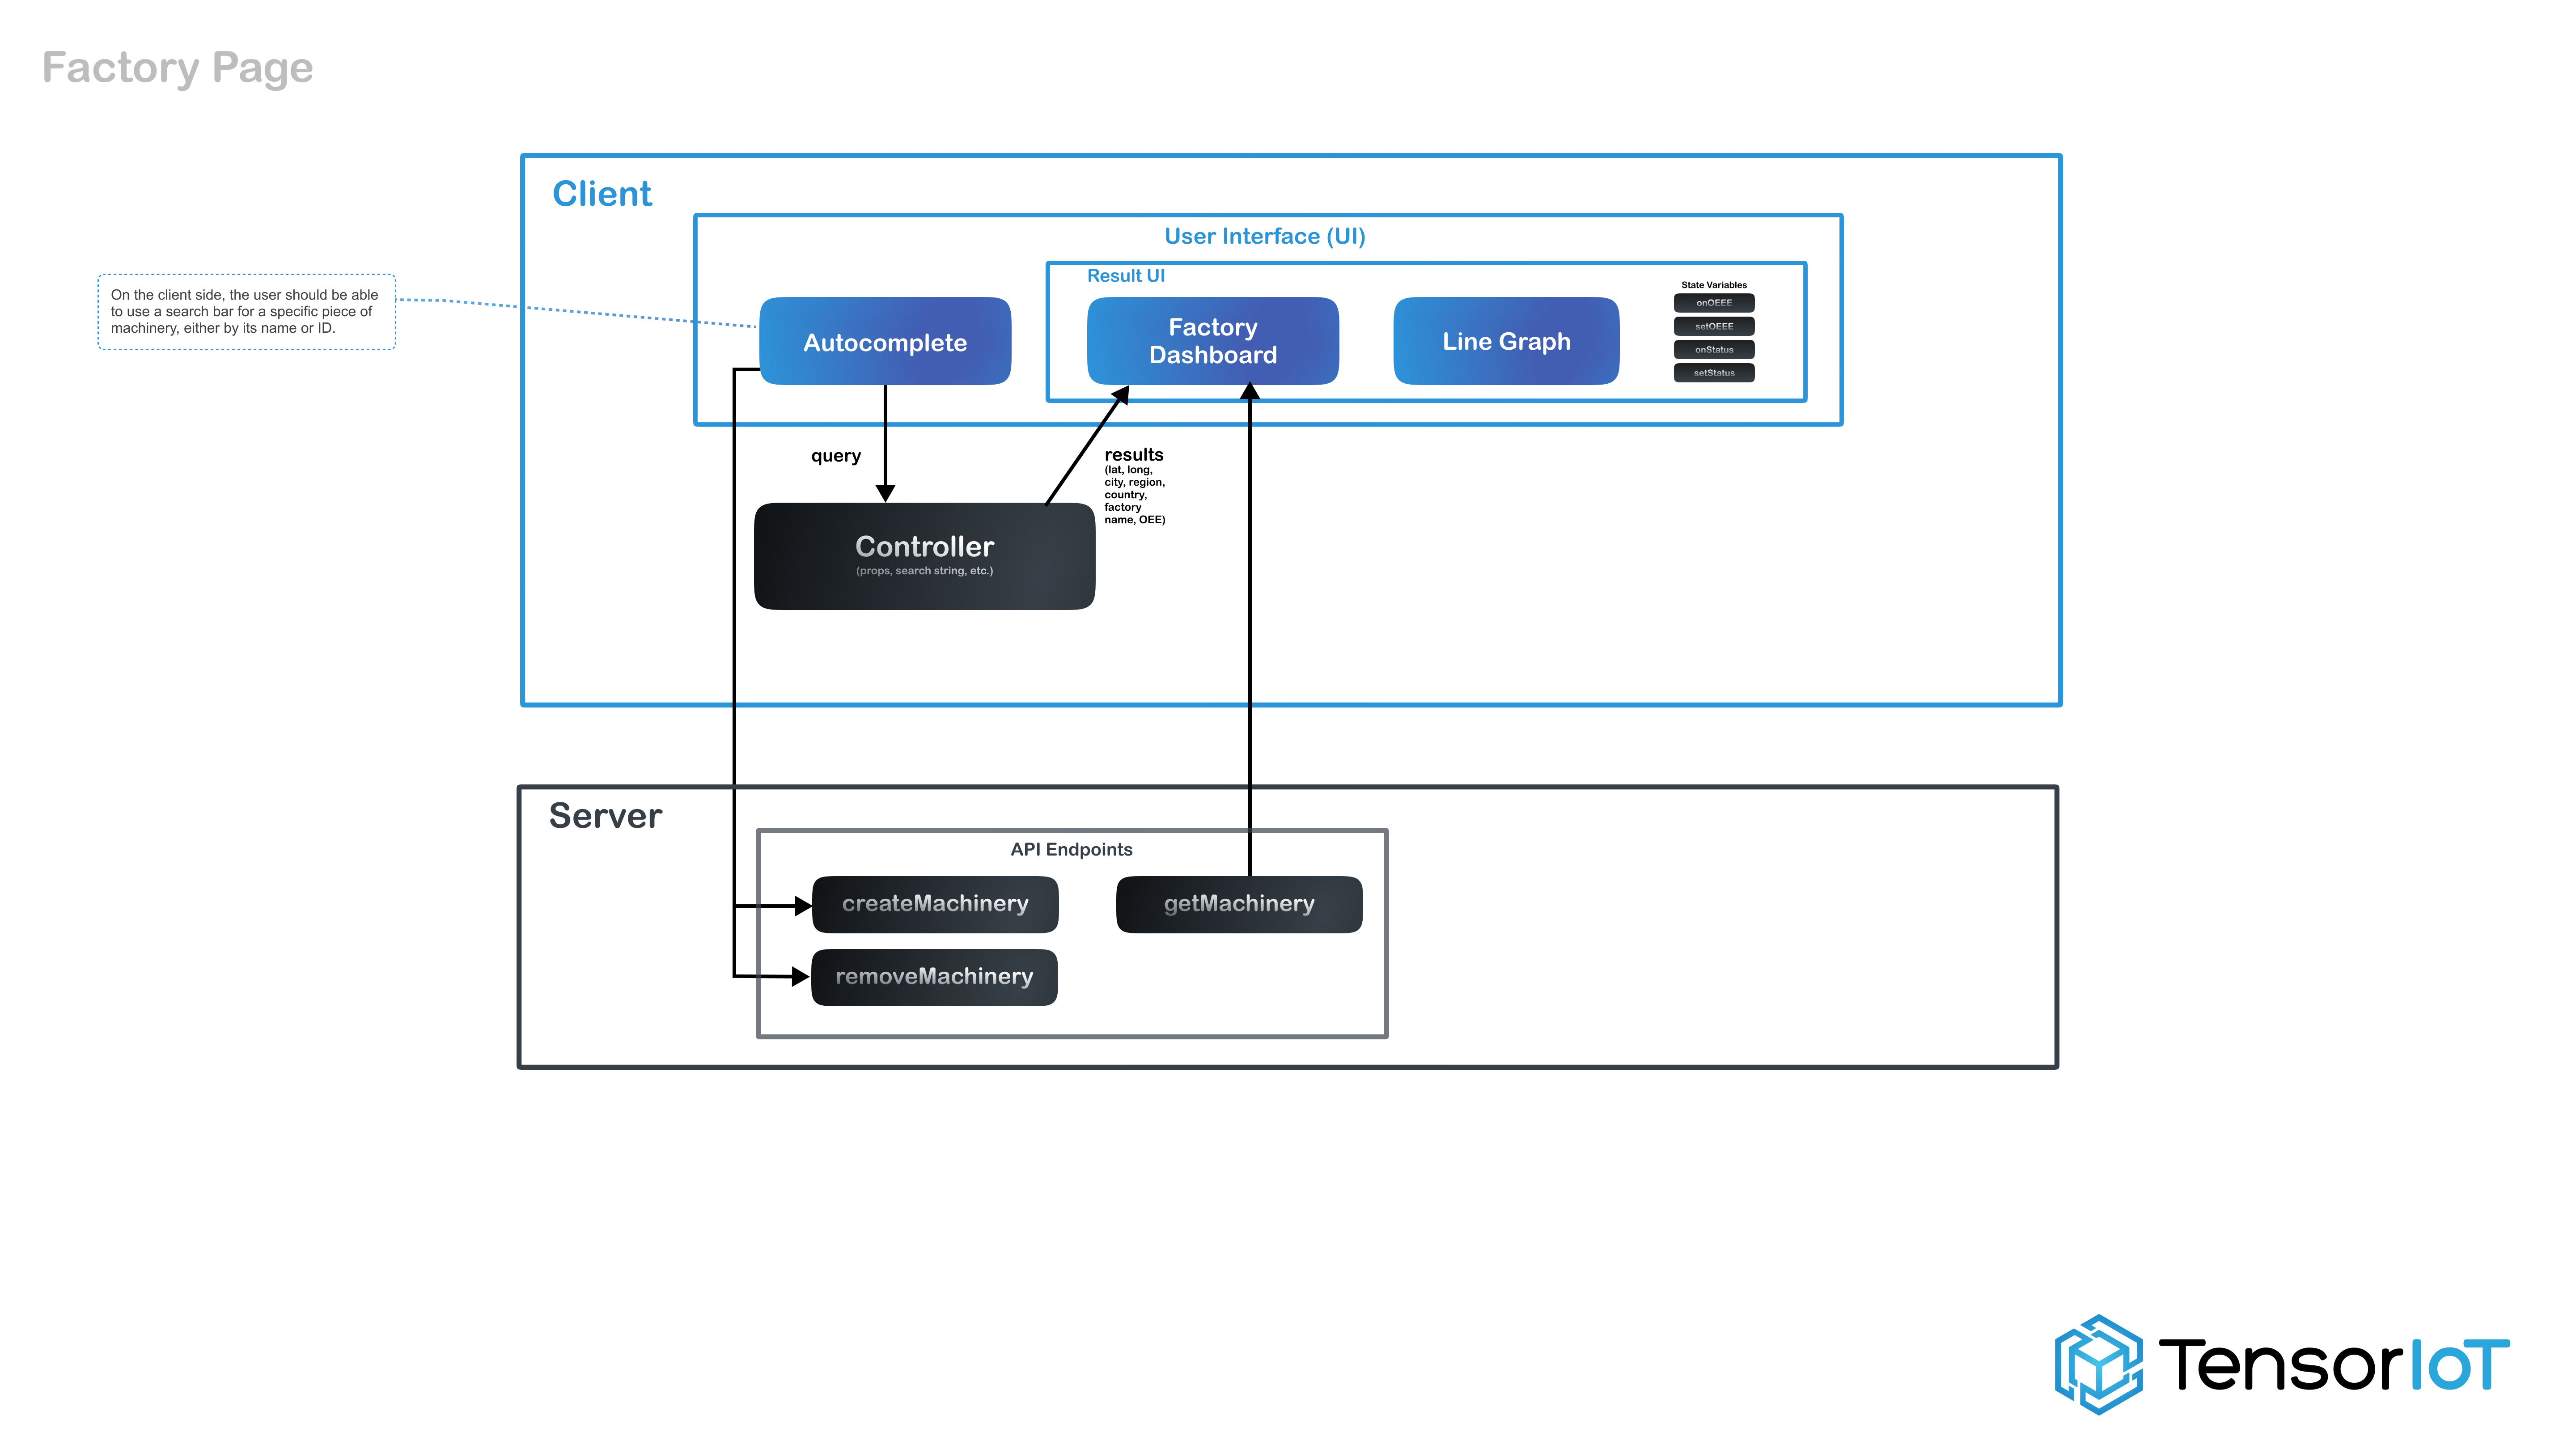 Factory Page
Client
User Interface (UI)
Result UI
On the client side, the user should be able
to use a search bar for a specific piece of
machinery, either by its name or ID.
Autocomplete
Factory
Dashboard
Line Graph
State Variables
onOEEE
setOEEE
onStatus
setStatus
query
results
(lat, long,
city, region,
country,
factory
name, OEE)
Controller
(props, search string, etc.)
Server
API Endpoints
createMachinery
getMachinery
removeMachinery
TensorIoT